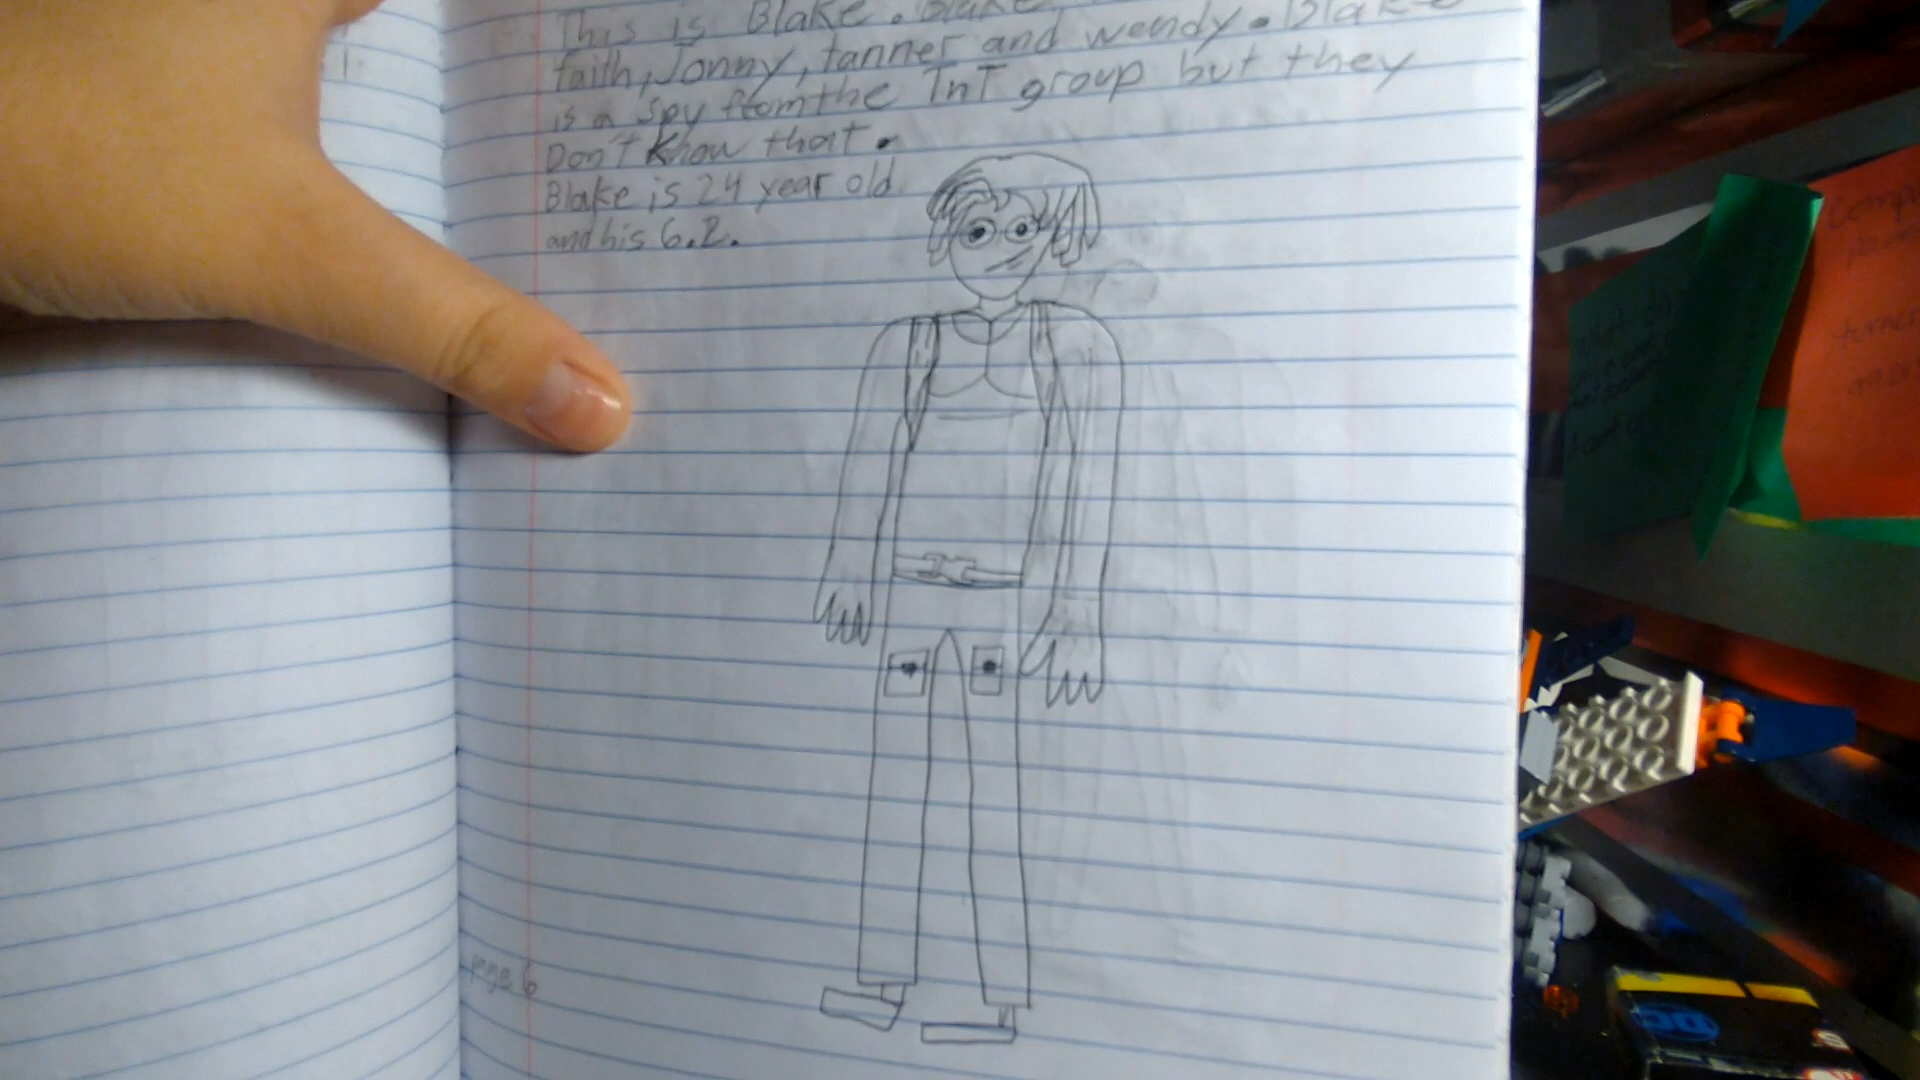 This is Blake. Blake
faith, Jonny, tanner and wendy. Blake
is a spy from the TnT group but they
Don't Know that.
Blake is 24 year old
and his 6.2.
page 6
DC